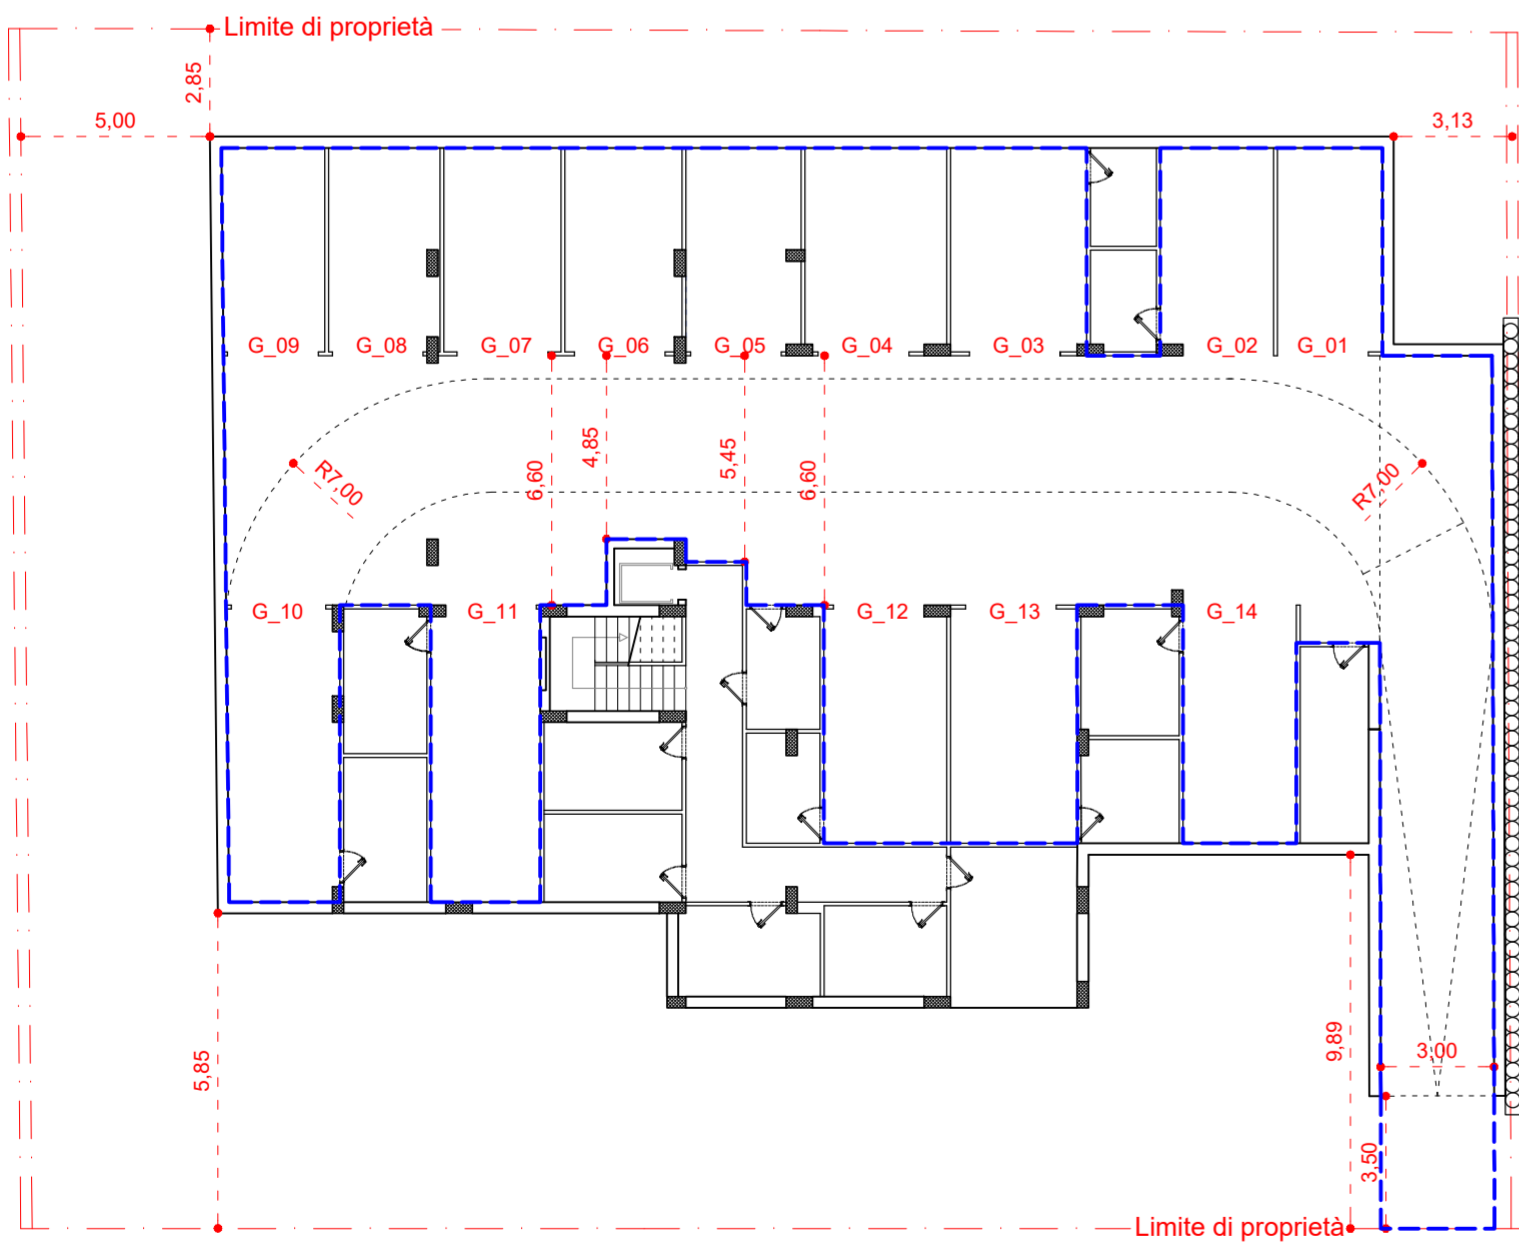 Limite di proprietà
2,85
5,00
3,13
G_09
G_08
G_07
G_06
G_05
G_04
G_03
G_02
G_01
4,85
5,45
6,60
6,60
R7,00
R7,00
G_10
G_11
G_12
G_13
G_14
5,85
9,89
3,00
3,50
Limite di proprietà